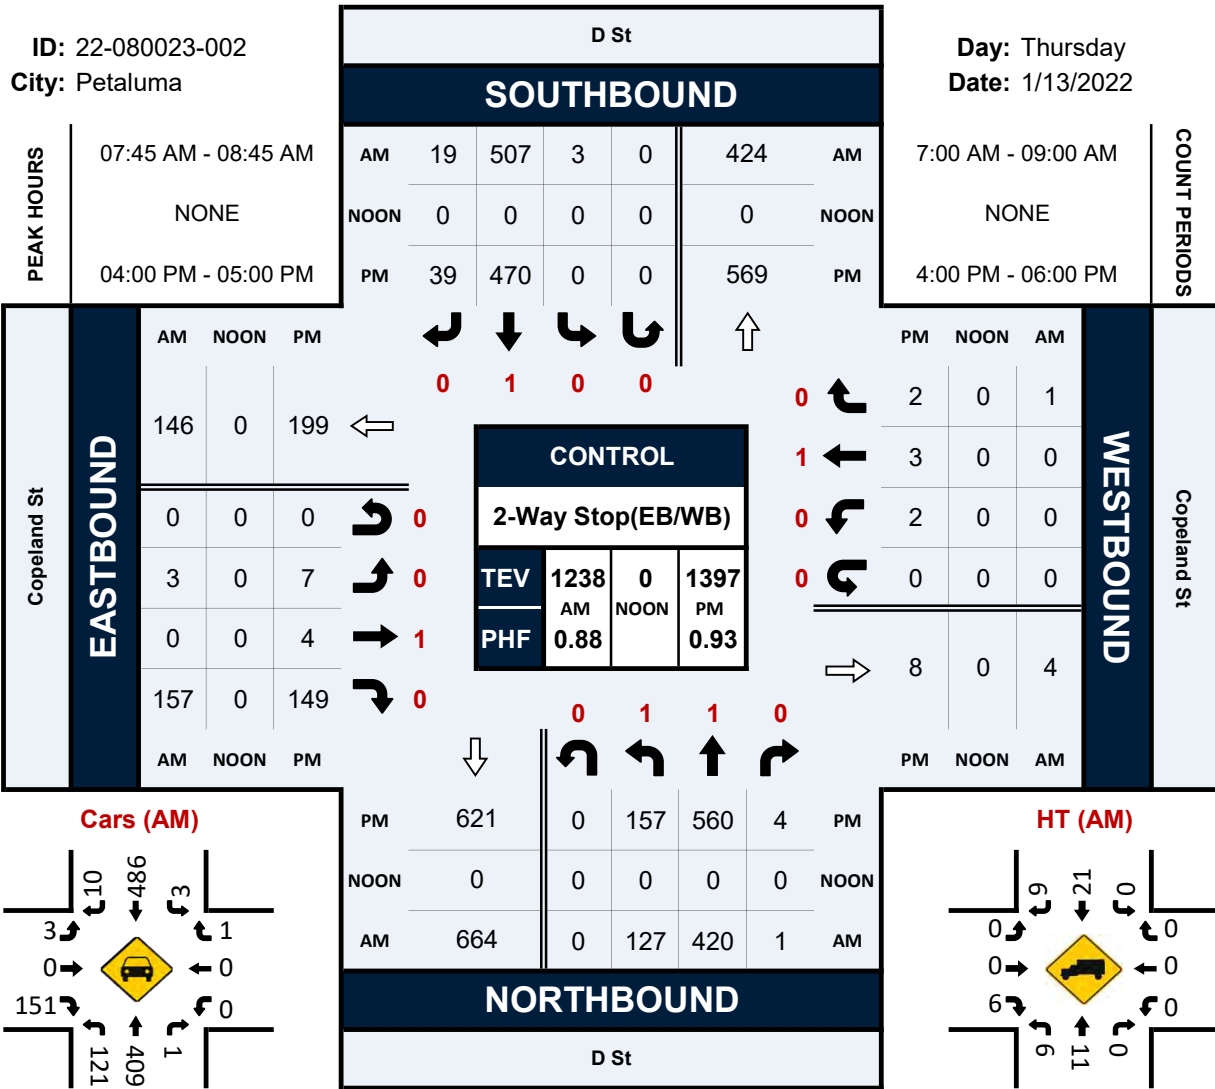 D St
ID: 22-080023-002
Day: Thursday
City: Petaluma
Date: 1/13/2022
SOUTHBOUND
PEAK HOURS
07:45 AM - 08:45 AM
AM 19 507 3 0 424 AM
7:00 AM - 09:00 AM
COUNT PERIODS
NONE
NOON 0 0 0 0 0 NOON
NONE
04:00 PM - 05:00 PM
PM 39 470 0 0 569 PM
4:00 PM - 06:00 PM
Copeland St
EASTBOUND
AM NOON PM
146 0 199
0 0 0 0
3 0 7 0
0 0 4 1
157 0 149 0
AM NOON PM
0 1 0 0
CONTROL
2-Way Stop(EB/WB)
TEV 1238 0 1397
AM NOON PM
PHF 0.88 0.93
PM NOON AM
0 2 0 1
1 3 0 0
0 2 0 0
0 0 0 0
8 0 4
PM NOON AM
WESTBOUND
Copeland St
0 1 1 0
PM 621 0 157 560 4 PM
NOON 0 0 0 0 0 NOON
AM 664 0 127 420 1 AM
NORTHBOUND
D St
Cars (AM)
10 486 3
3 1
0 0
151 0
121 409 1
HT (AM)
9 21 0
0 0
0 0
6 0
6 11 0